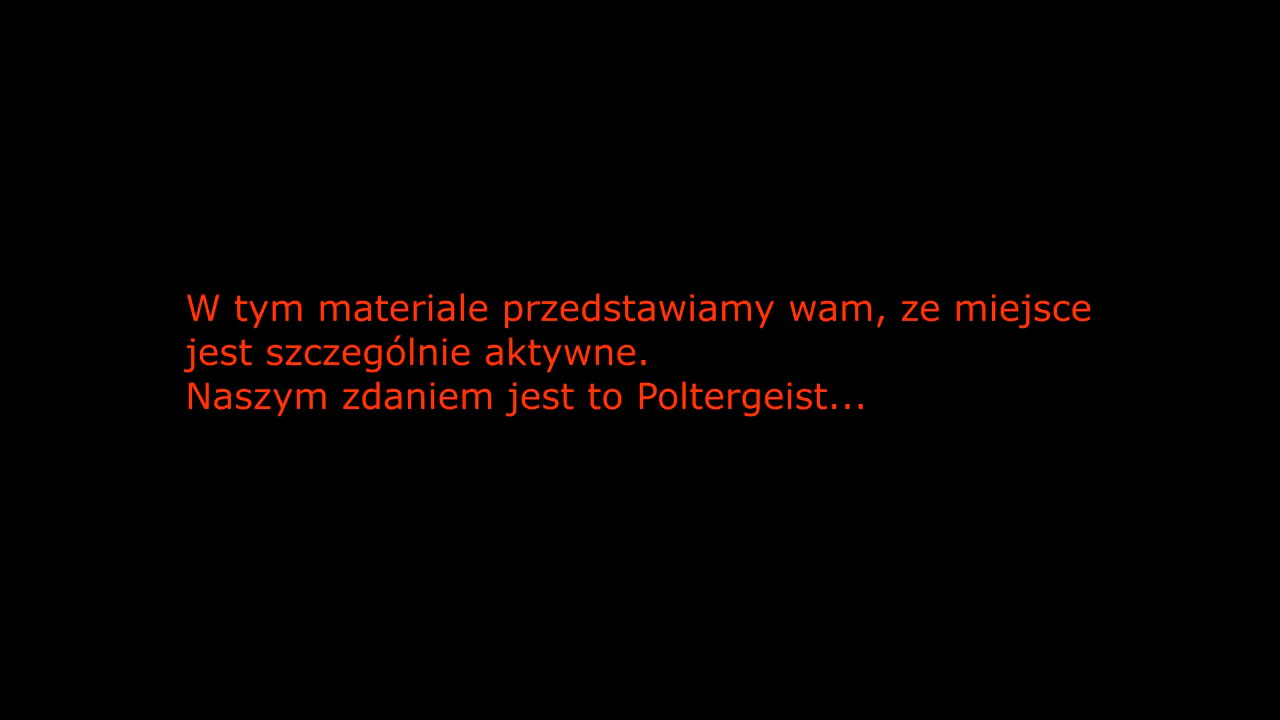 W tym materiale przedstawiamy wam, ze miejsce
jest szczególnie aktywne.
Naszym zdaniem jest to Poltergeist...